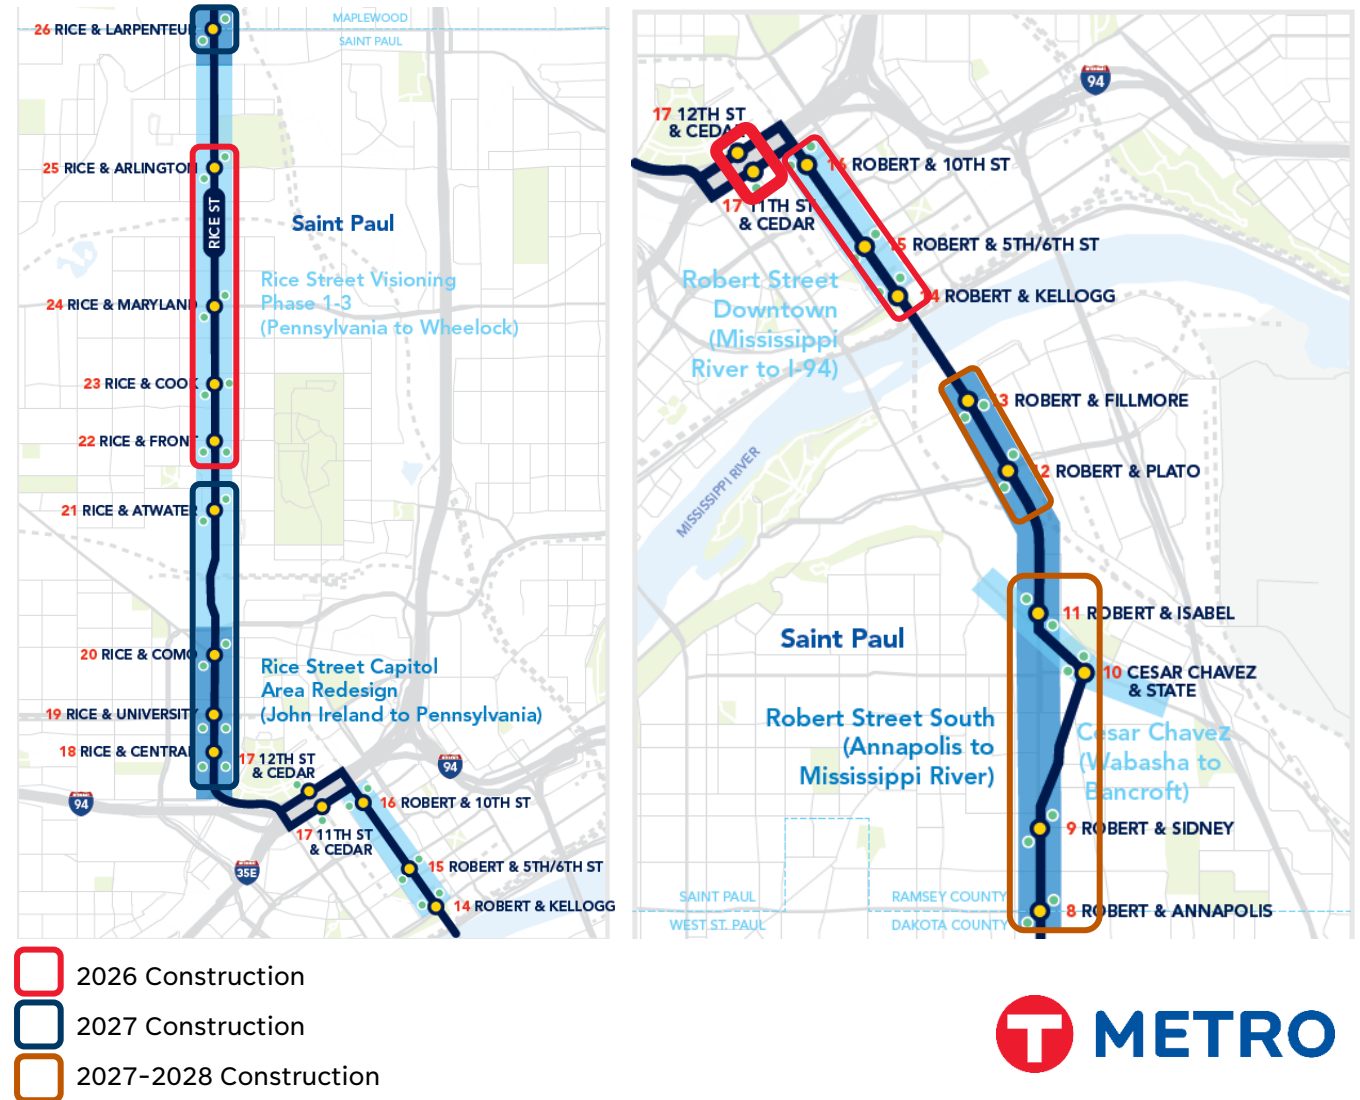 MAPLEWOOD
26 RICE & LARPENTEUR
SAINT PAUL
25 RICE & ARLINGTON
RICE ST
Saint Paul
Rice Street Visioning
Phase 1-3
(Pennsylvania to Wheelock)
24 RICE & MARYLAND
23 RICE & COOK
22 RICE & FRONT
21 RICE & ATWATER
20 RICE & COMO
Rice Street Capitol
Area Redesign
(John Ireland to Pennsylvania)
19 RICE & UNIVERSITY
18 RICE & CENTRAL
17 12TH ST
& CEDAR
INTERSTATE
94
INTERSTATE
94
16 ROBERT & 10TH ST
17 11TH ST
& CEDAR
INTERSTATE
35E
15 ROBERT & 5TH/6TH ST
14 ROBERT & KELLOGG
INTERSTATE
94
17 12TH ST
& CEDAR
16 ROBERT & 10TH ST
17 11TH ST
& CEDAR
15 ROBERT & 5TH/6TH ST
Robert Street
Downtown
(Mississippi
River to I-94)
14 ROBERT & KELLOGG
13 ROBERT & FILLMORE
12 ROBERT & PLATO
MISSISSIPPI RIVER
11 ROBERT & ISABEL
Saint Paul
10 CESAR CHAVEZ
& STATE
Robert Street South
(Annapolis to
Mississippi River)
Cesar Chavez
(Wabasha to
Bancroft)
9 ROBERT & SIDNEY
SAINT PAUL
RAMSEY COUNTY
8 ROBERT & ANNAPOLIS
WEST ST. PAUL
DAKOTA COUNTY
2026 Construction
2027 Construction
2027-2028 Construction
T METRO